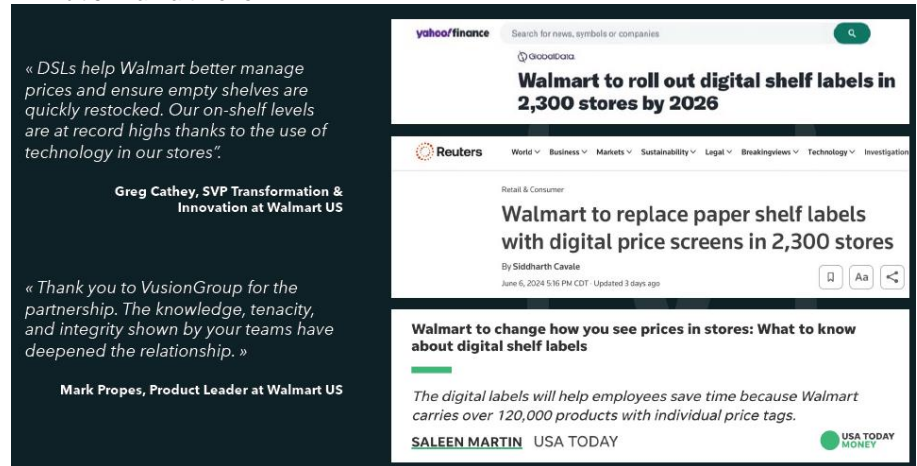 « DSLs help Walmart better manage
prices and ensure empty shelves are
quickly restocked. Our on-shelf levels
are at record highs thanks to the use of
technology in our stores”.
Greg Cathey, SVP Transformation &
Innovation at Walmart US
« Thank you to VusionGroup for the
partnership. The knowledge, tenacity,
and integrity shown by your teams have
deepened the relationship. »
Mark Propes, Product Leader at Walmart US
yahoo!finance
Search for news, symbols or companies
GlobalData.
Walmart to roll out digital shelf labels in
2,300 stores by 2026
Reuters
World Business Markets Sustainability Legal Breakingviews Technology Investigation
Retail & Consumer
Walmart to replace paper shelf labels
with digital price screens in 2,300 stores
By Siddharth Cavale
June 6, 2024 5:16 PM CDT · Updated 3 days ago
Aa
Walmart to change how you see prices in stores: What to know
about digital shelf labels
The digital labels will help employees save time because Walmart
carries over 120,000 products with individual price tags.
SALEEN MARTIN USA TODAY
USA TODAY
MONEY